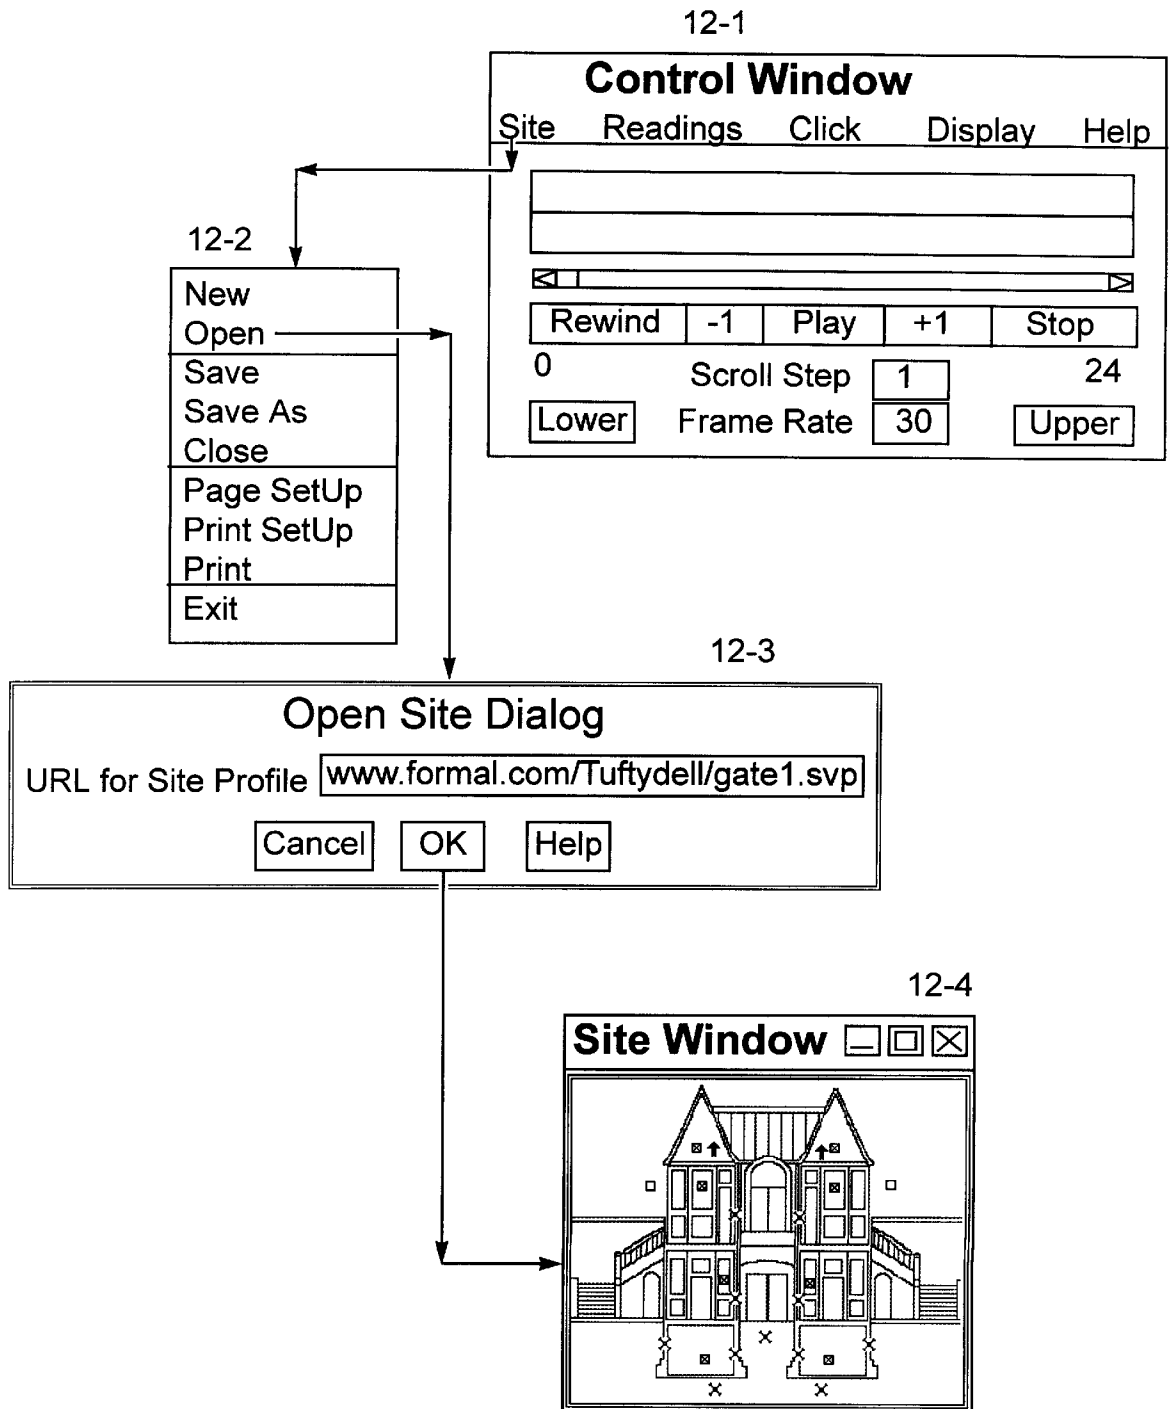 12-1
Control Window
Site Readings Click Display Help
Rewind -1 Play +1 Stop
0 Scroll Step 1 24
Lower Frame Rate 30 Upper
12-2
New
Open
Save
Save As
Close
Page SetUp
Print SetUp
Print
Exit
12-3
Open Site Dialog
URL for Site Profile www.formal.com/Tuftydell/gate1.svp
Cancel OK Help
12-4
Site Window